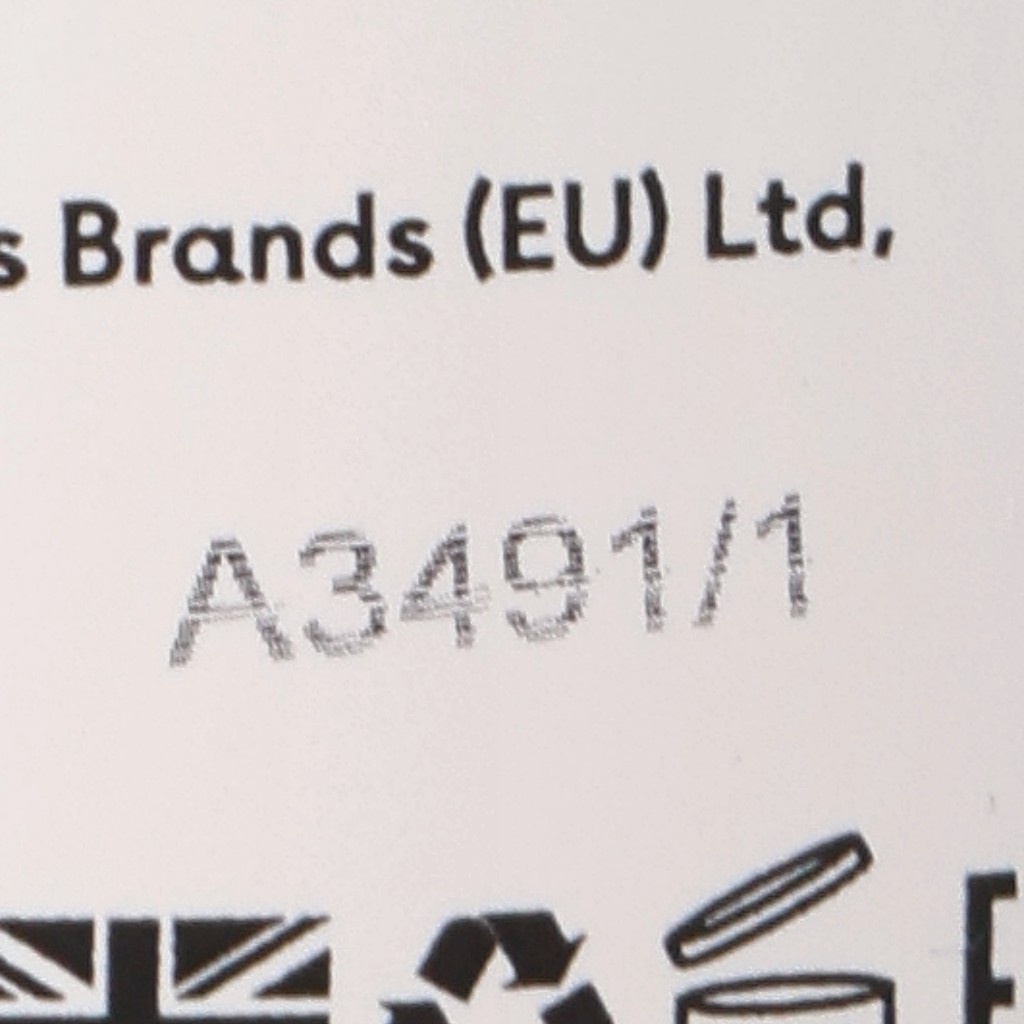 s Brands (EU) Ltd,
A3491/1